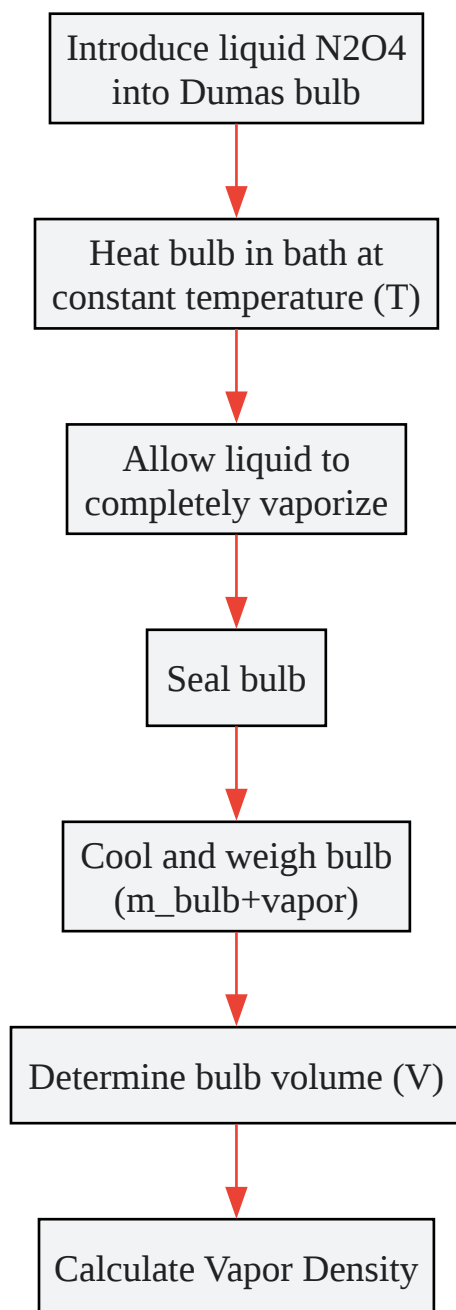 Introduce liquid N2O4
into Dumas bulb
Heat bulb in bath at
constant temperature (T)
Allow liquid to
completely vaporize
Seal bulb
Cool and weigh bulb
(m_bulb+vapor)
Determine bulb volume (V)
Calculate Vapor Density